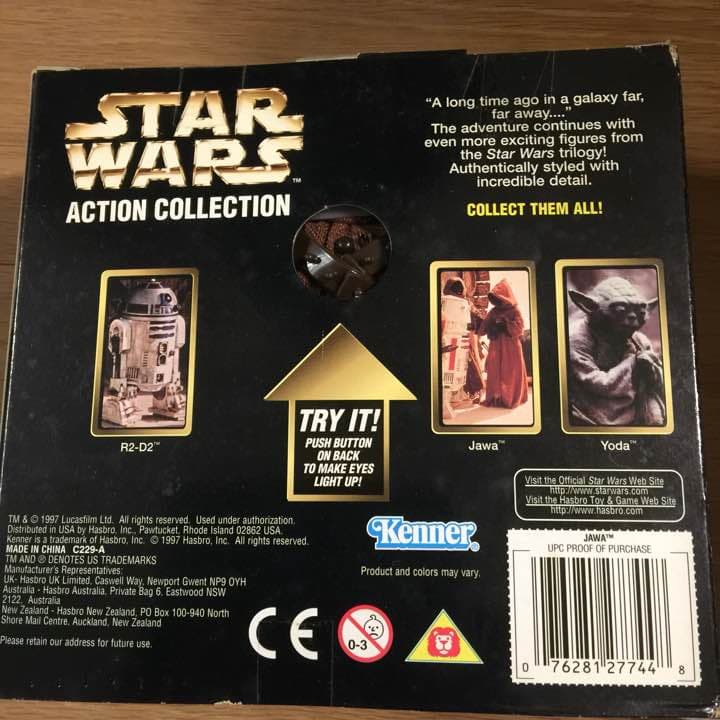 STAR
WARS™
ACTION COLLECTION
"A long time ago in a galaxy far,
far away...."
The adventure continues with
even more exciting figures from
the Star Wars trilogy!
Authentically styled with
incredible detail.
COLLECT THEM ALL!
R2-D2™
TRY IT!
PUSH BUTTON
ON BACK
TO MAKE EYES
LIGHT UP!
Jawa™
Yoda™
Visit the Official Star Wars Web Site
http://www.starwars.com
Visit the Hasbro Toy & Game Web Site
http://www.hasbro.com
TM & © 1997 Lucasfilm Ltd. All rights reserved. Used under authorization.
Distributed in USA by Hasbro, Inc., Pawtucket, Rhode Island 02862 USA.
Kenner is a trademark of Hasbro, Inc. © 1997 Hasbro, Inc. All rights reserved.
MADE IN CHINA C229-A
TM AND ® DENOTES US TRADEMARKS
Manufacturer's Representatives:
UK- Hasbro UK Limited, Caswell Way, Newport Gwent NP9 0YH
Australia - Hasbro Australia, Private Bag 6, Eastwood NSW
2122, Australia
New Zealand - Hasbro New Zealand, PO Box 100-940 North
Shore Mail Centre, Auckland, New Zealand
Please retain our address for future use.
Kenner®
Product and colors may vary.
CE
0-3
JAWA™
UPC PROOF OF PURCHASE
0 76281 27744 8